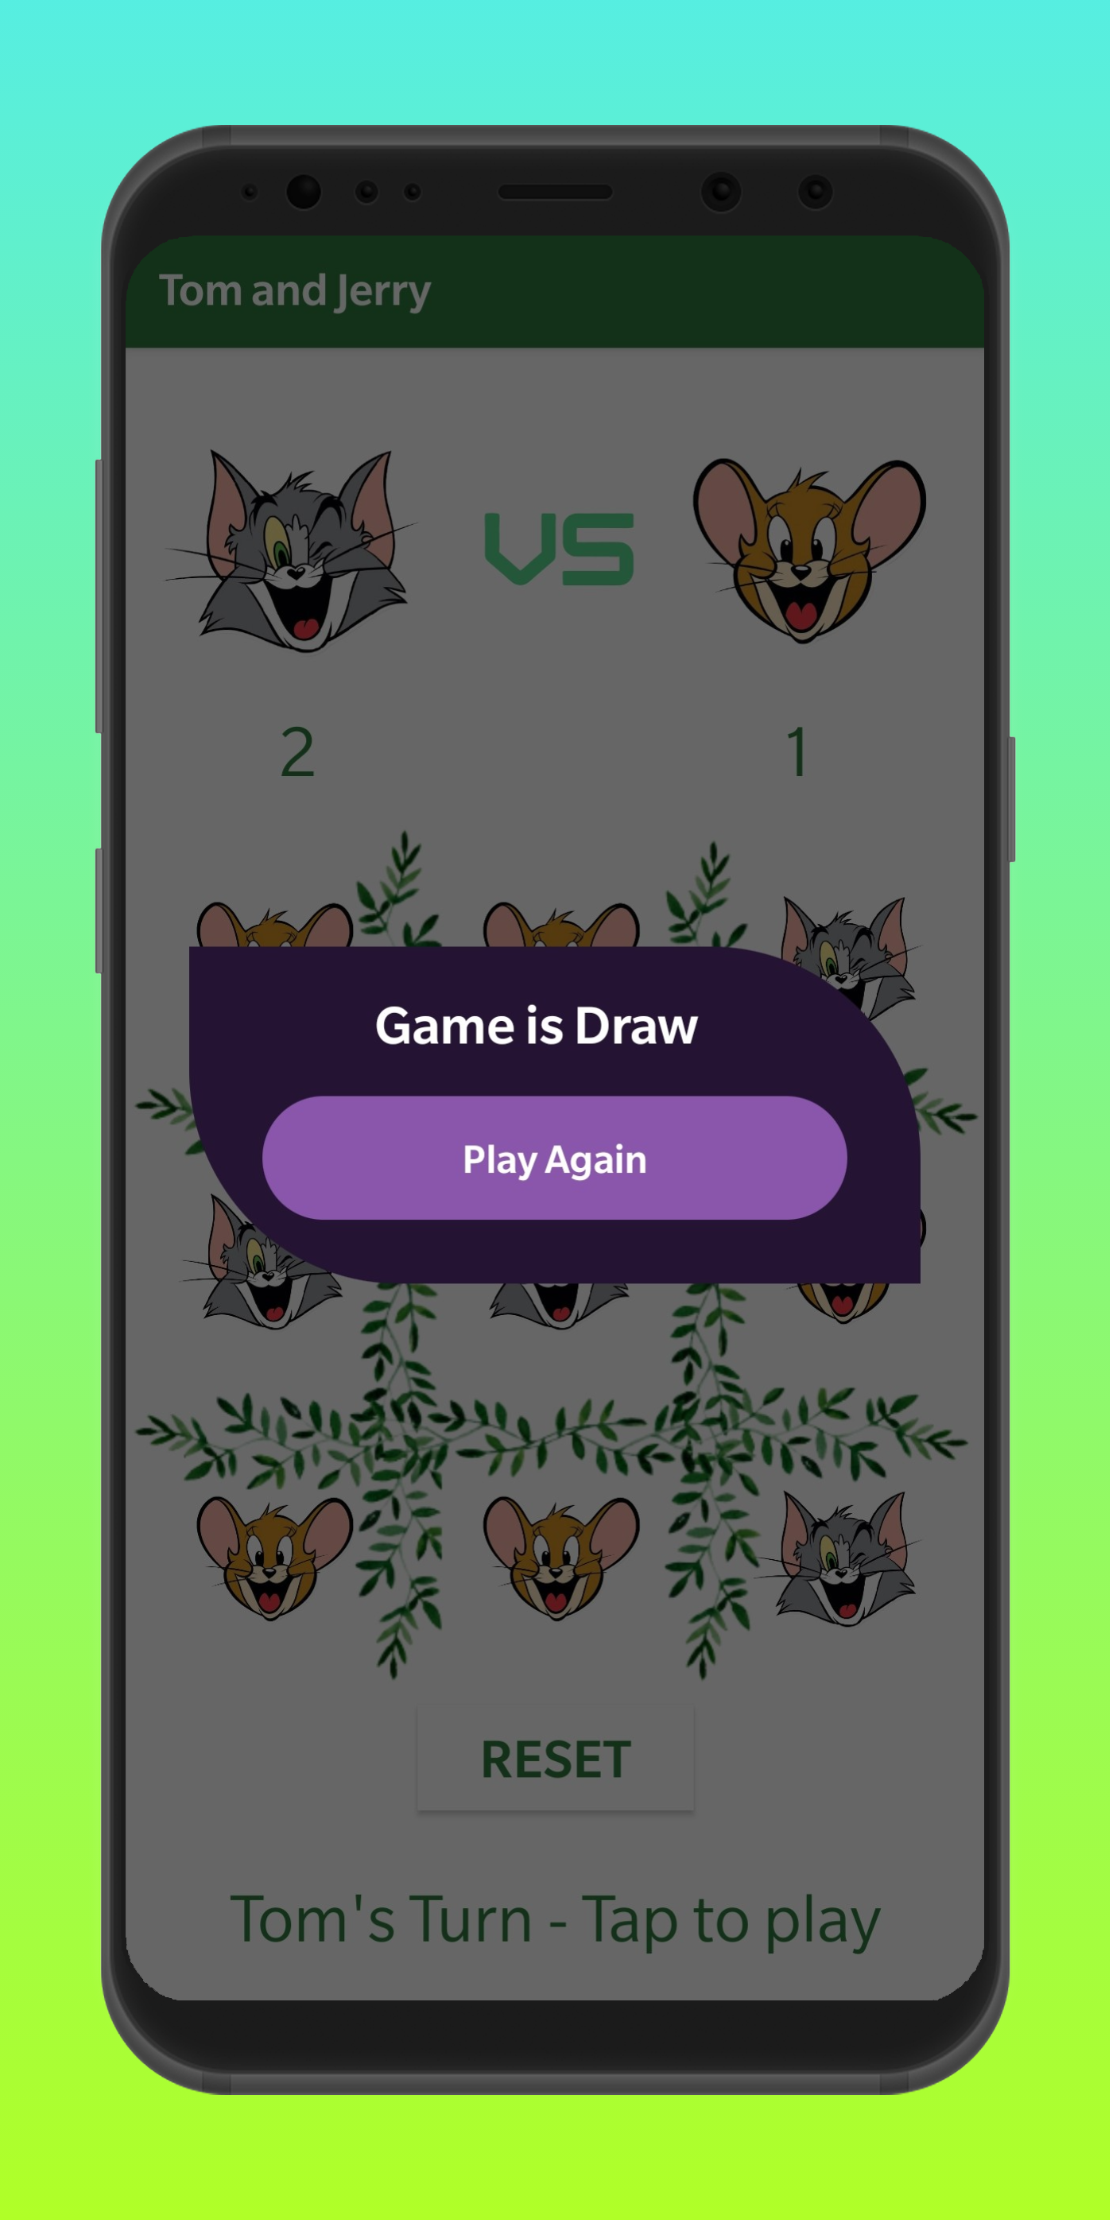 Tom and Jerry
VS
2
1
Game is Draw
Play Again
RESET
Tom's Turn - Tap to play